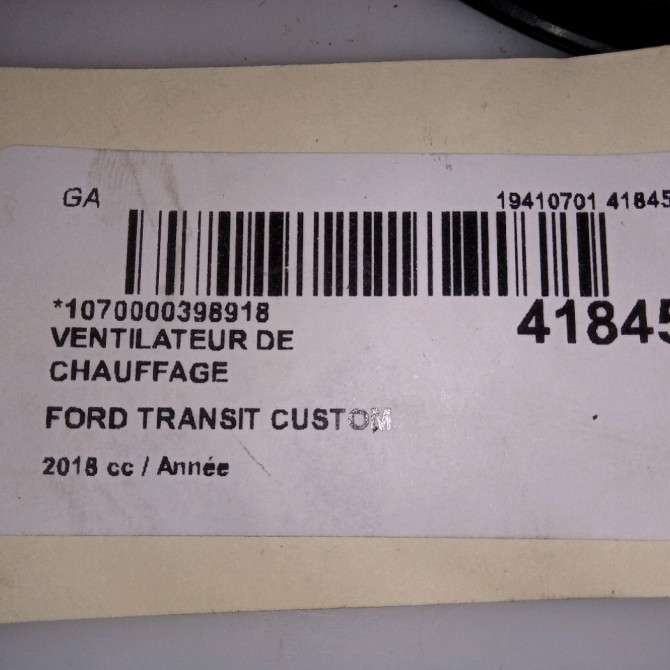 GA
19410701 41845
*1070000398918
41845
VENTILATEUR DE
CHAUFFAGE
FORD TRANSIT CUSTOM
2018 cc / Année